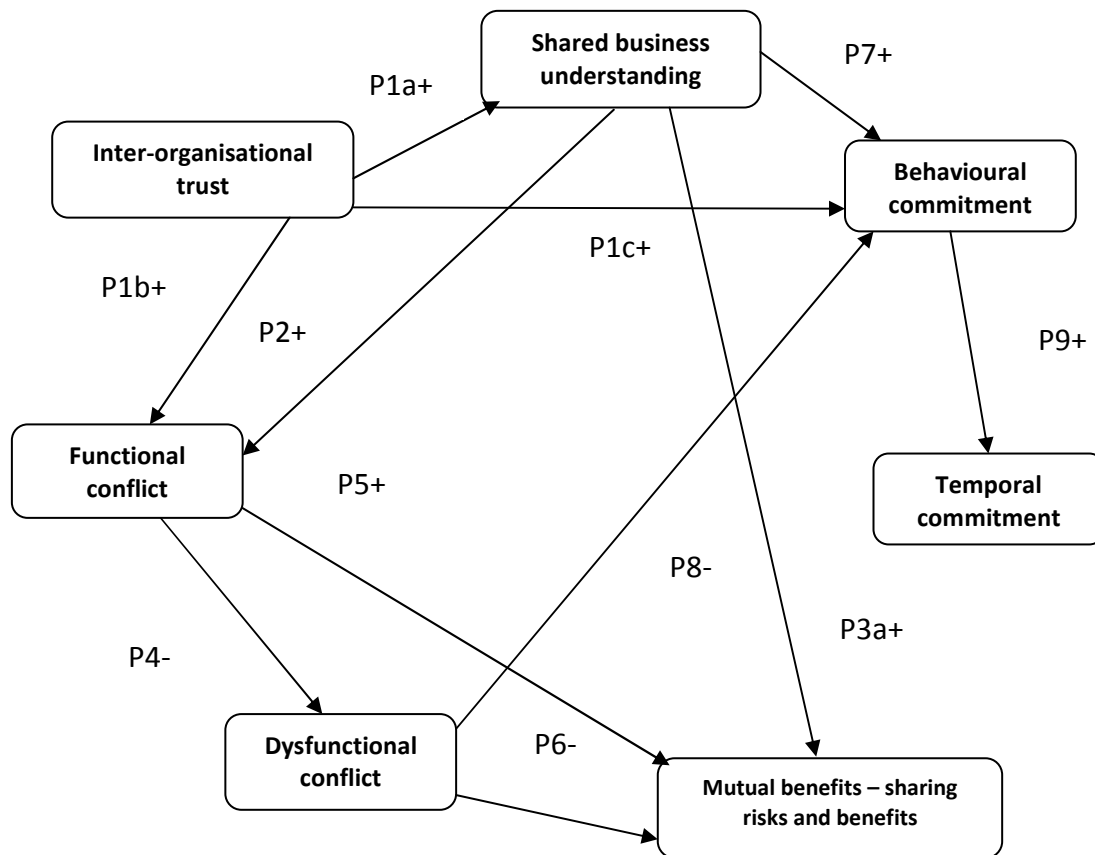 Shared business
understanding
P7+
P1a+
Inter-organisational
trust
Behavioural
commitment
P1c+
P1b+
P2+
P9+
Functional
conflict
P5+
Temporal
commitment
P8-
P3a+
P4-
Dysfunctional
conflict
P6-
Mutual benefits – sharing
risks and benefits